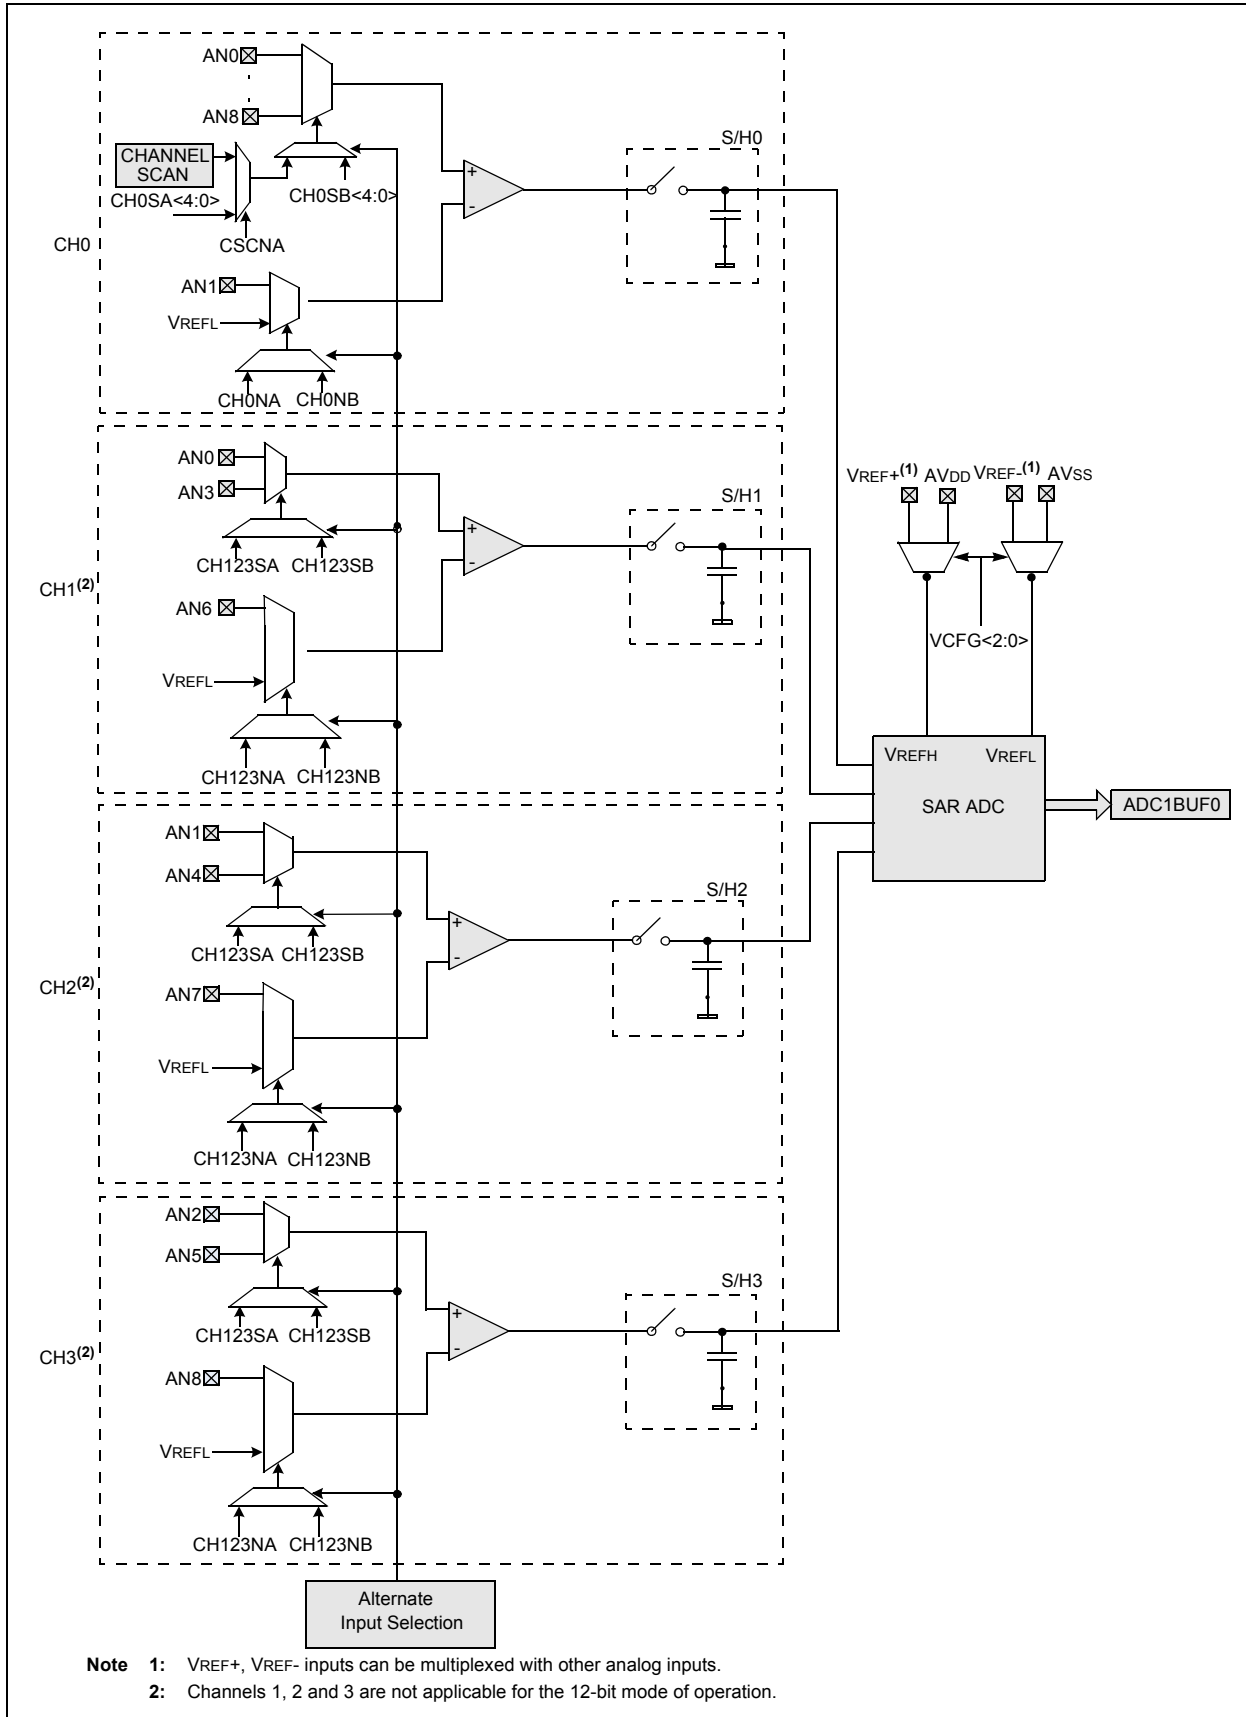 CH0
AN0
AN8
CHANNEL
SCAN
CH0SA<4:0>
CSCNA
CH0SB<4:0>
AN1
VREFL
CH0NA CH0NB
+
-
S/H0
CH1(2)
AN0
AN3
CH123SA CH123SB
AN6
VREFL
CH123NA CH123NB
+
-
S/H1
CH2(2)
AN1
AN4
CH123SA CH123SB
AN7
VREFL
CH123NA CH123NB
+
-
S/H2
CH3(2)
AN2
AN5
CH123SA CH123SB
AN8
VREFL
CH123NA CH123NB
+
-
S/H3
VREF+(1) AVDD VREF-(1) AVSS
VCFG<2:0>
VREFH VREFL
SAR ADC
ADC1BUF0
Alternate
Input Selection
Note 1: VREF+, VREF- inputs can be multiplexed with other analog inputs.
2: Channels 1, 2 and 3 are not applicable for the 12-bit mode of operation.